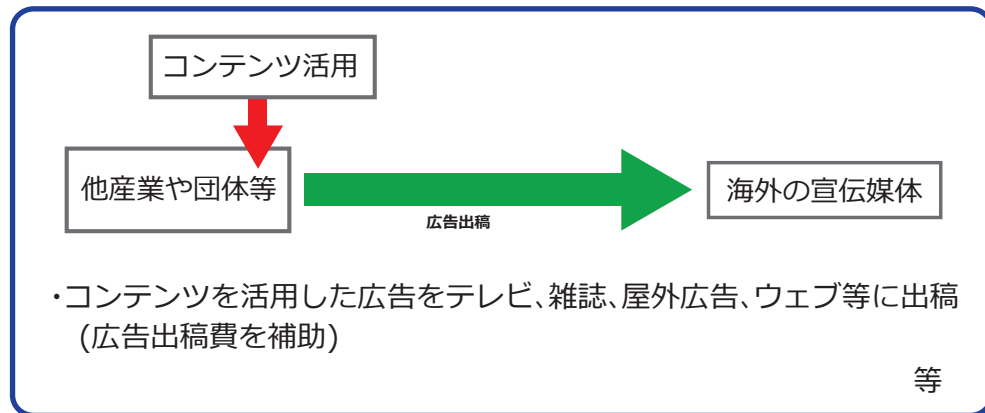 コンテンツ活用
他産業や団体等
海外の宣伝媒体
広告出稿
・コンテンツを活用した広告をテレビ、雑誌、屋外広告、ウェブ等に出稿
(広告出稿費を補助)
等